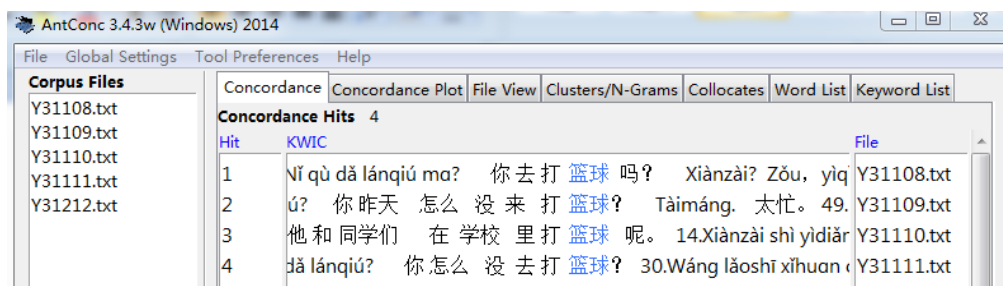 AntConc 3.4.3w (Windows) 2014
File Global Settings Tool Preferences Help
Corpus Files
Y31108.txt
Y31109.txt
Y31110.txt
Y31111.txt
Y31212.txt
Concordance Concordance Plot File View Clusters/N-Grams Collocates Word List Keyword List
Concordance Hits 4
Hit KWIC File
1 Nǐ qù dǎ lánqiú ma? 你 去 打 篮球 吗? Xiànzài? Zǒu, yìq Y31108.txt
2 ú? 你 昨天 怎么 没 来 打 篮球? Tàimáng. 太忙。 49. Y31109.txt
3 他 和 同学们 在 学校 里 打 篮球 呢。 14.Xiànzài shì yìdiǎn Y31110.txt
4 dǎ lánqiú? 你 怎么 没 去 打 篮球? 30.Wáng lǎoshī xǐhuan Y31111.txt